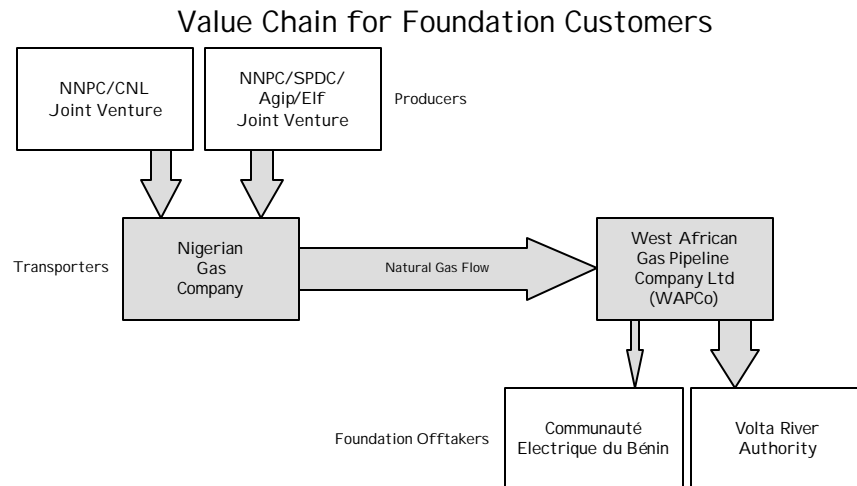 Value Chain for Foundation Customers
NNPC/CNL
Joint Venture
NNPC/SPDC/
Agip/Elf
Joint Venture
Producers
Transporters
Nigerian
Gas
Company
Natural Gas Flow
West African
Gas Pipeline
Company Ltd
(WAPCo)
Foundation Offtakers
Communauté
Electrique du Bénin
Volta River
Authority